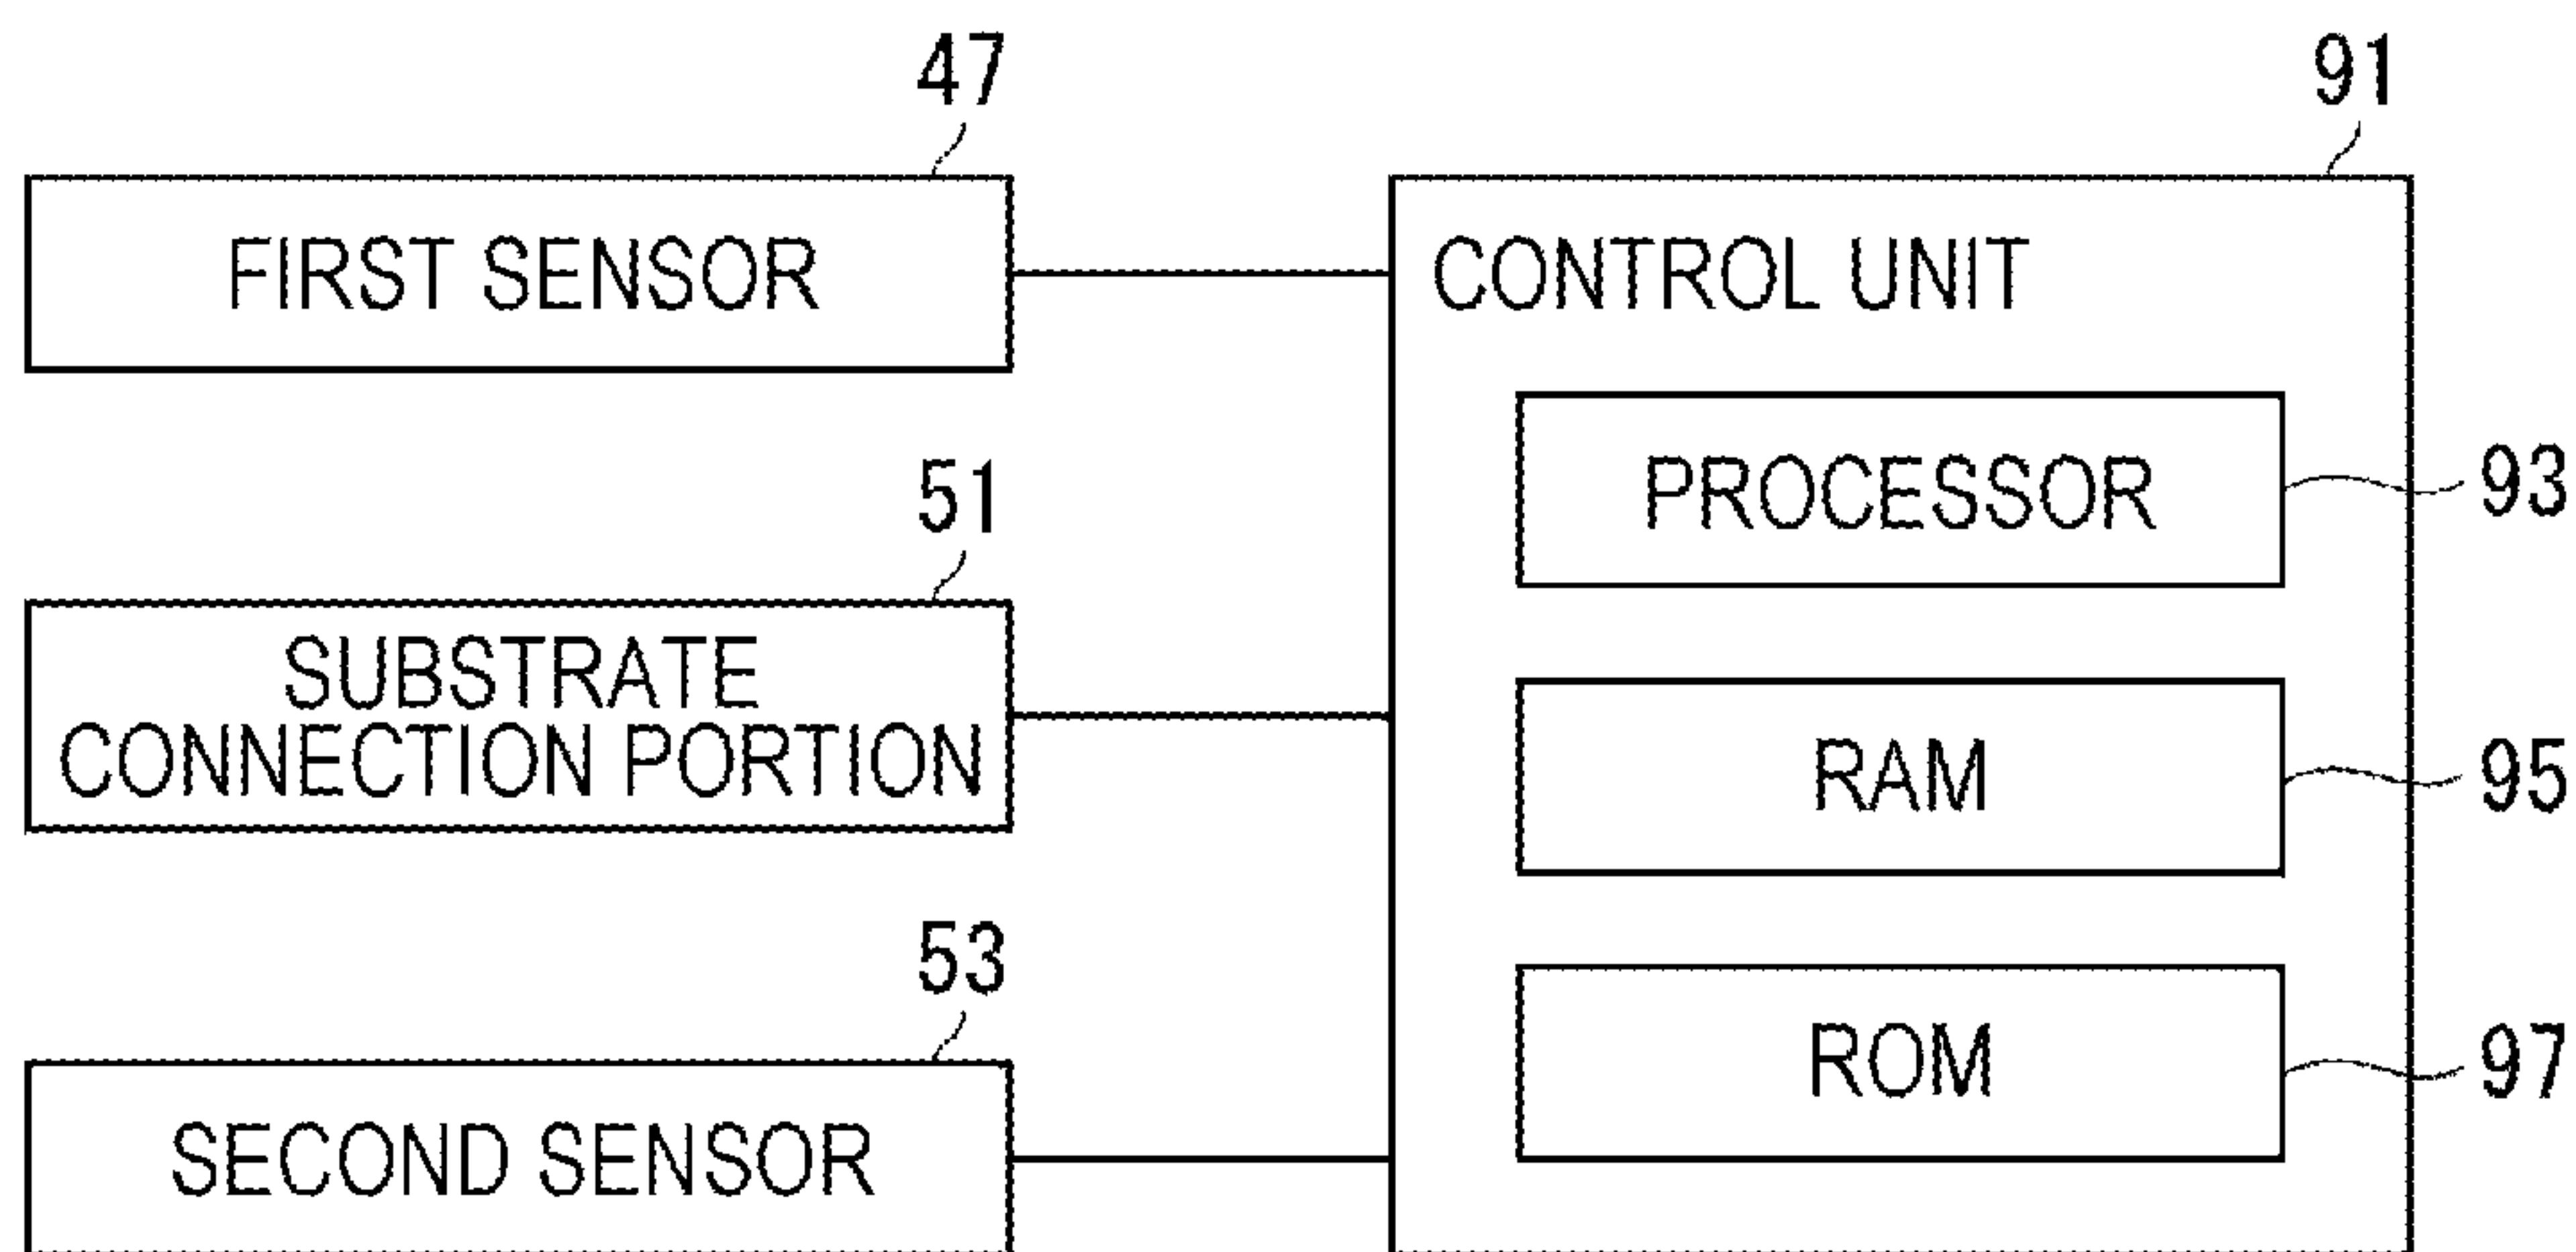 47
FIRST SENSOR
51
SUBSTRATE
CONNECTION PORTION
53
SECOND SENSOR
91
CONTROL UNIT
PROCESSOR
93
RAM
95
ROM
97